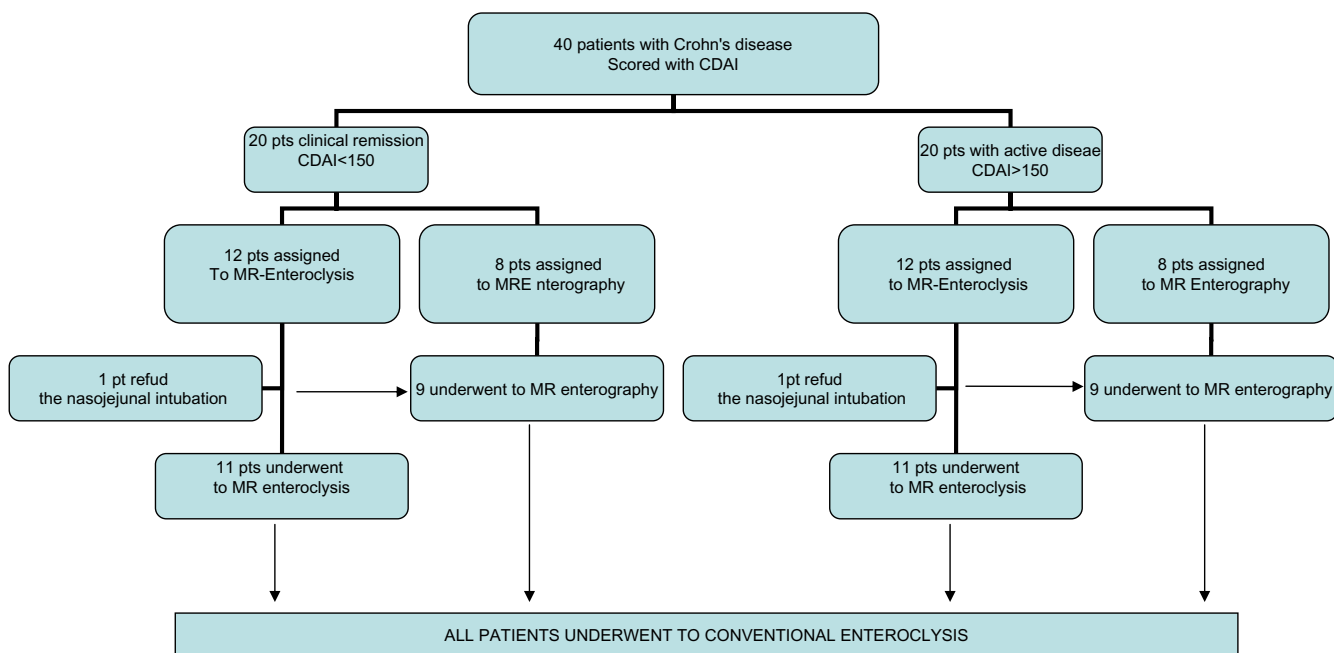 40 patients with Crohn's disease
Scored with CDAI
20 pts clinical remission
CDAI<150
20 pts with active diseae
CDAI>150
12 pts assigned
To MR-Enteroclysis
8 pts assigned
to MRE nterography
12 pts assigned
to MR-Enteroclysis
8 pts assigned
to MR Enterography
1 pt refud
the nasojejunal intubation
9 underwent to MR enterography
1pt refud
the nasojejunal intubation
9 underwent to MR enterography
11 pts underwent
to MR enteroclysis
11 pts underwent
to MR enteroclysis
ALL PATIENTS UNDERWENT TO CONVENTIONAL ENTEROCLYSIS